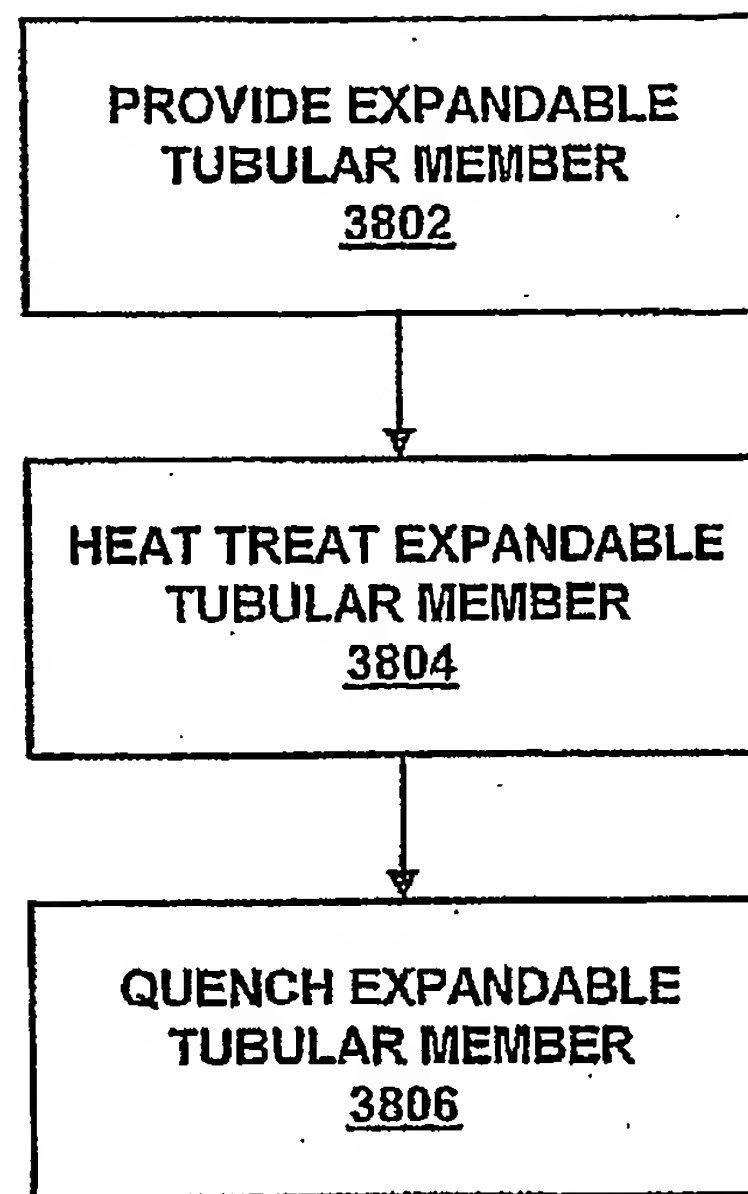 PROVIDE EXPANDABLE
TUBULAR MEMBER
3802
HEAT TREAT EXPANDABLE
TUBULAR MEMBER
3804
QUENCH EXPANDABLE
TUBULAR MEMBER
3806